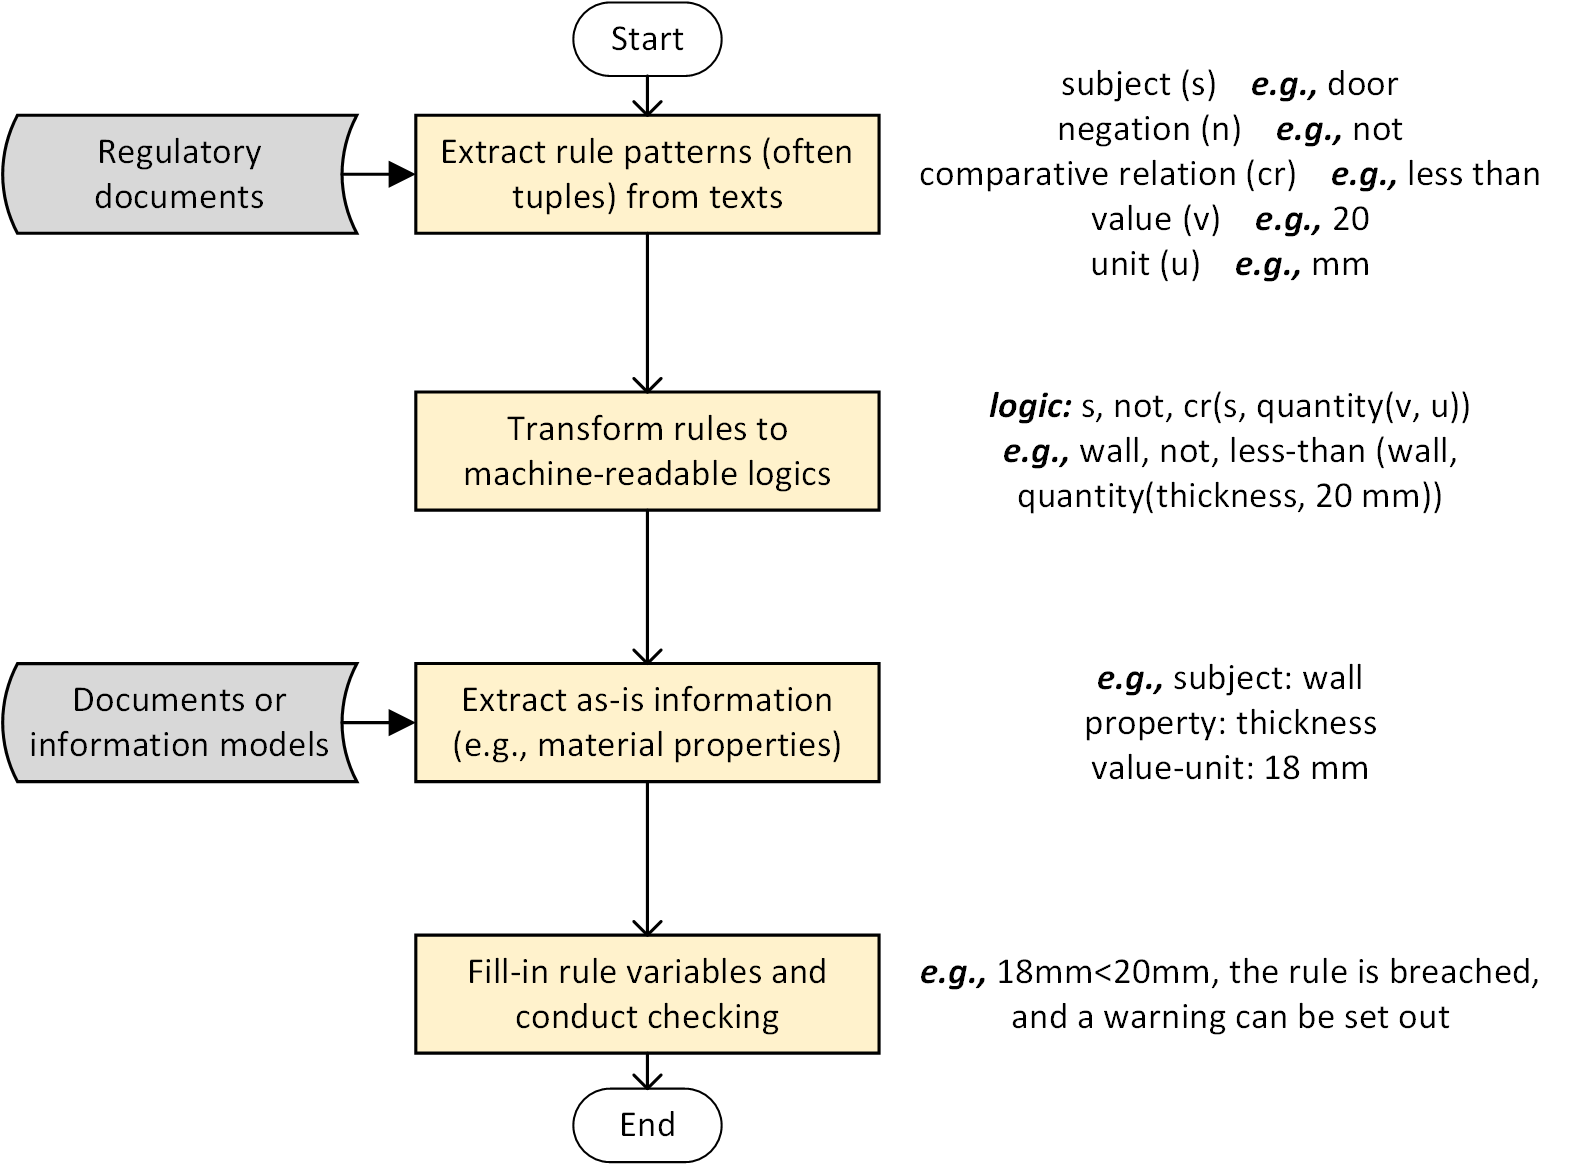 Start
Regulatory
documents
Extract rule patterns (often
tuples) from texts
subject (s) e.g., door
negation (n) e.g., not
comparative relation (cr) e.g., less than
value (v) e.g., 20
unit (u) e.g., mm
Transform rules to
machine-readable logics
logic: s, not, cr(s, quantity(v, u))
e.g., wall, not, less-than (wall,
quantity(thickness, 20 mm))
Documents or
information models
Extract as-is information
(e.g., material properties)
e.g., subject: wall
property: thickness
value-unit: 18 mm
Fill-in rule variables and
conduct checking
e.g., 18mm<20mm, the rule is breached,
and a warning can be set out
End